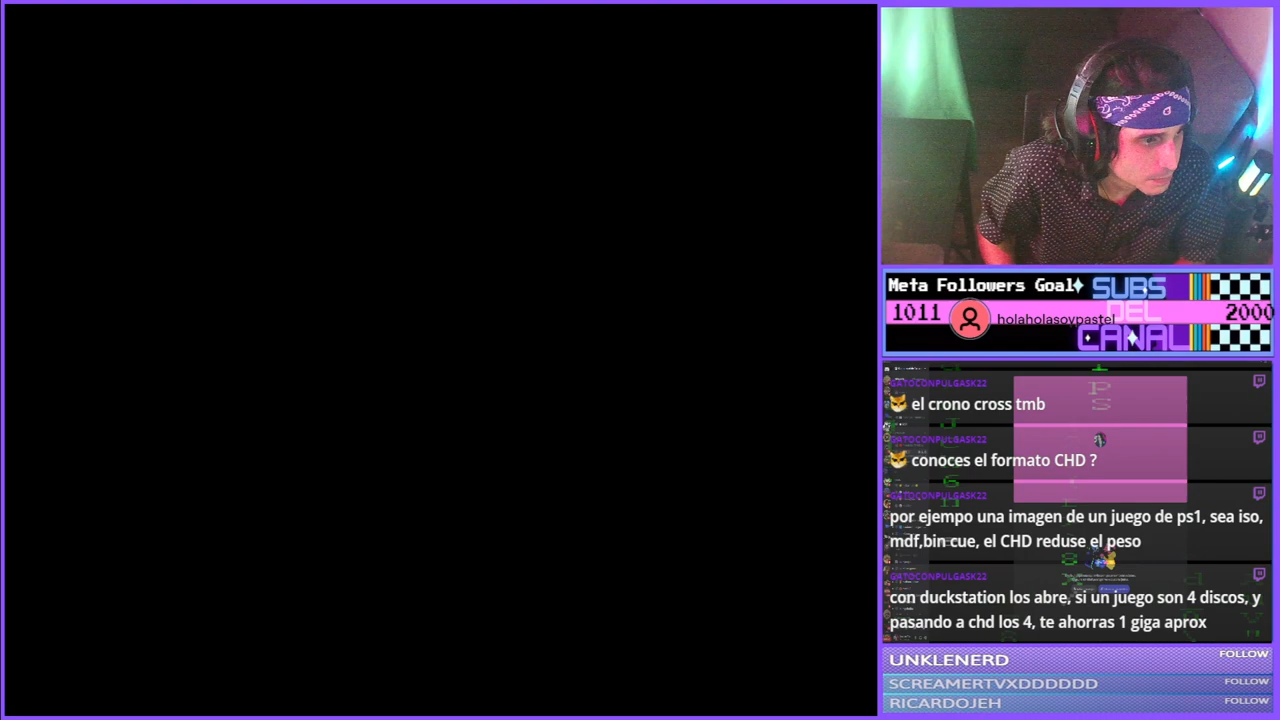 Meta Followers Goal
SUBS
DEL
CANAL
1011
holaholasoypastel
2000
GATOCONPULGASK22
el crono cross tmb
GATOCONPULGASK22
conoces el formato CHD ?
GATOCONPULGASK22
por ejempo una imagen de un juego de ps1, sea iso,
mdf,bin cue, el CHD reduse el peso
GATOCONPULGASK22
con duckstation los abre, si un juego son 4 discos, y
pasando a chd los 4, te ahorras 1 giga aprox
UNKLENERD FOLLOW
SCREAMERTVXDDDDDD FOLLOW
RICARDOJEH FOLLOW